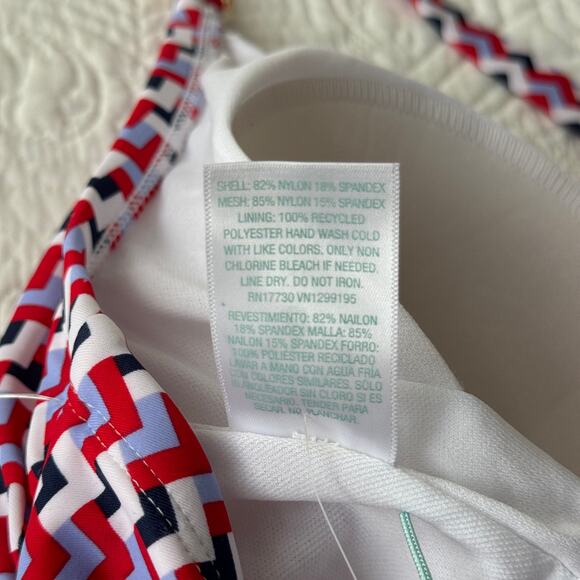 SHELL: 82% NYLON 18% SPANDEX
MESH: 85% NYLON 15% SPANDEX
LINING: 100% RECYCLED
POLYESTER HAND WASH COLD
WITH LIKE COLORS. ONLY NON
CHLORINE BLEACH IF NEEDED.
LINE DRY. DO NOT IRON.
RN17730 VN1299195
REVESTIMIENTO: 82% NAILON
18% SPANDEX MALLA: 85%
NAILON 15% SPANDEX FORRO:
100% POLIESTER RECICLADO
LAVAR A MANO CON AGUA FRÍA
CON COLORES SIMILARES. SÓLO
BLANQUEADOR SIN CLORO SI ES
NECESARIO. TENDER PARA
SECAR. NO PLANCHAR.